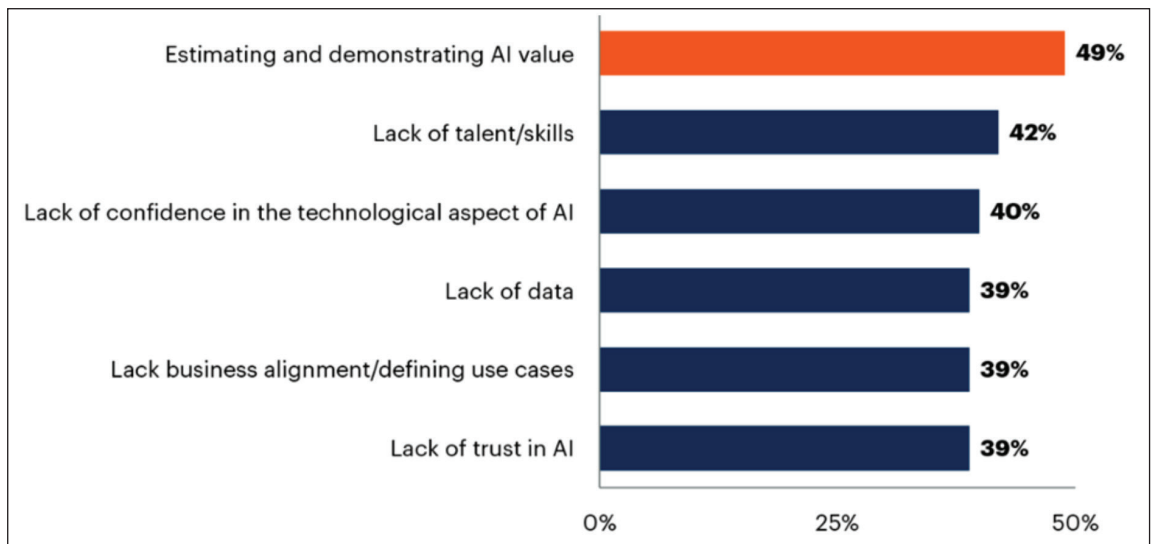 Estimating and demonstrating AI value 49%
Lack of talent/skills 42%
Lack of confidence in the technological aspect of AI 40%
Lack of data 39%
Lack business alignment/defining use cases 39%
Lack of trust in AI 39%
0% 25% 50%